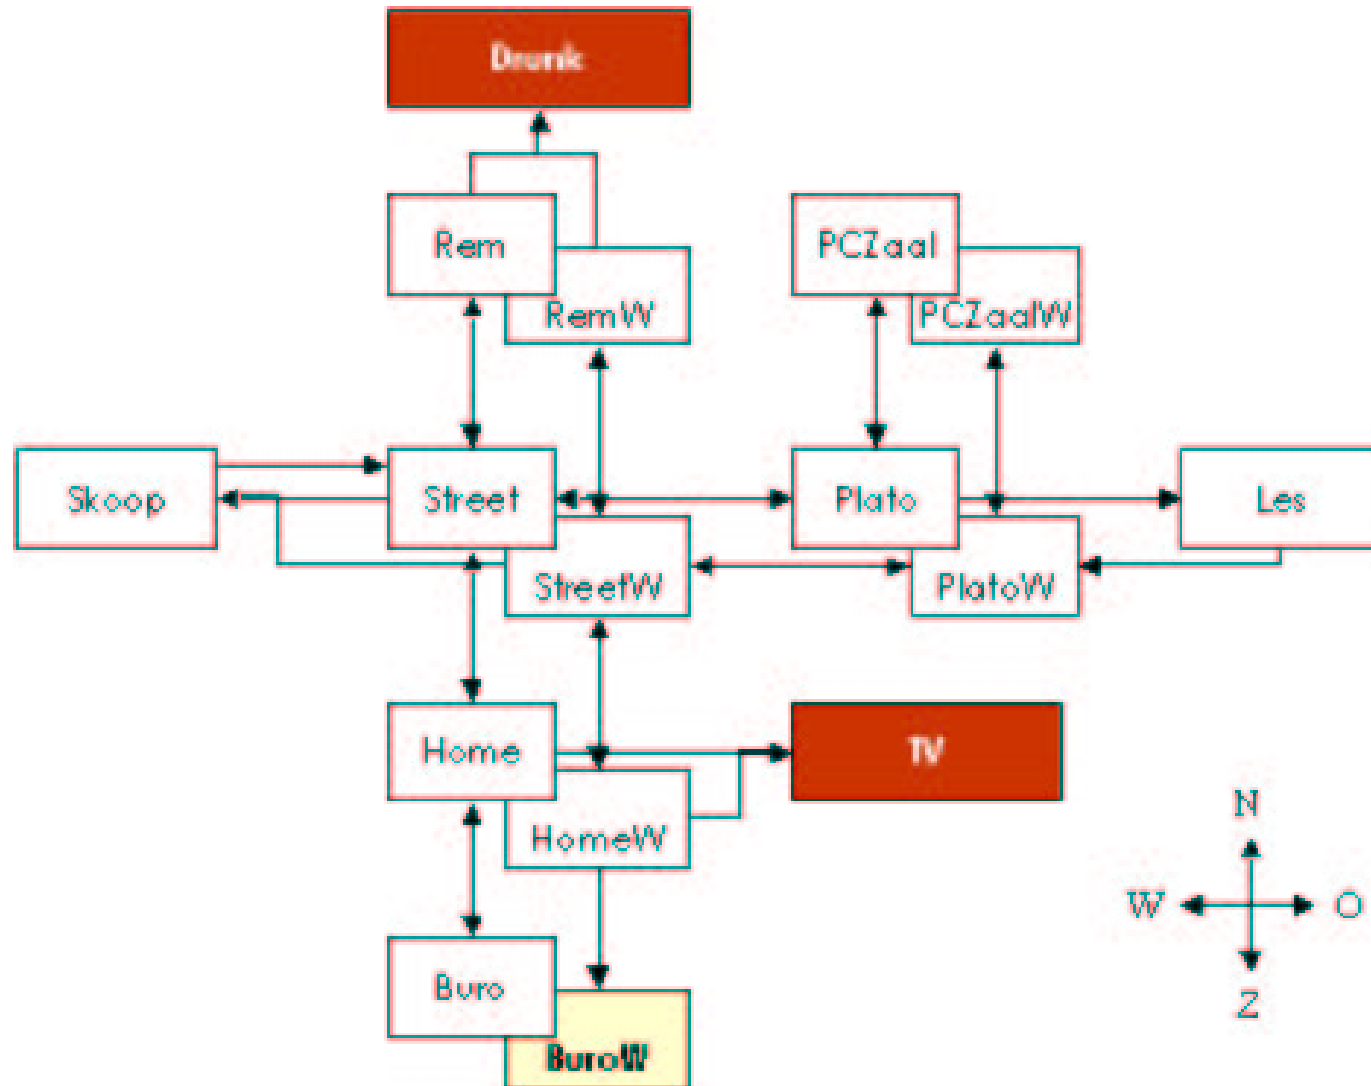 Drunk
Rem
RemW
PCZaal
PCZaalW
Skoop
Street
StreetW
Plato
PlatoW
Les
Home
HomeW
TV
Buro
BuroW
N
W
O
Z